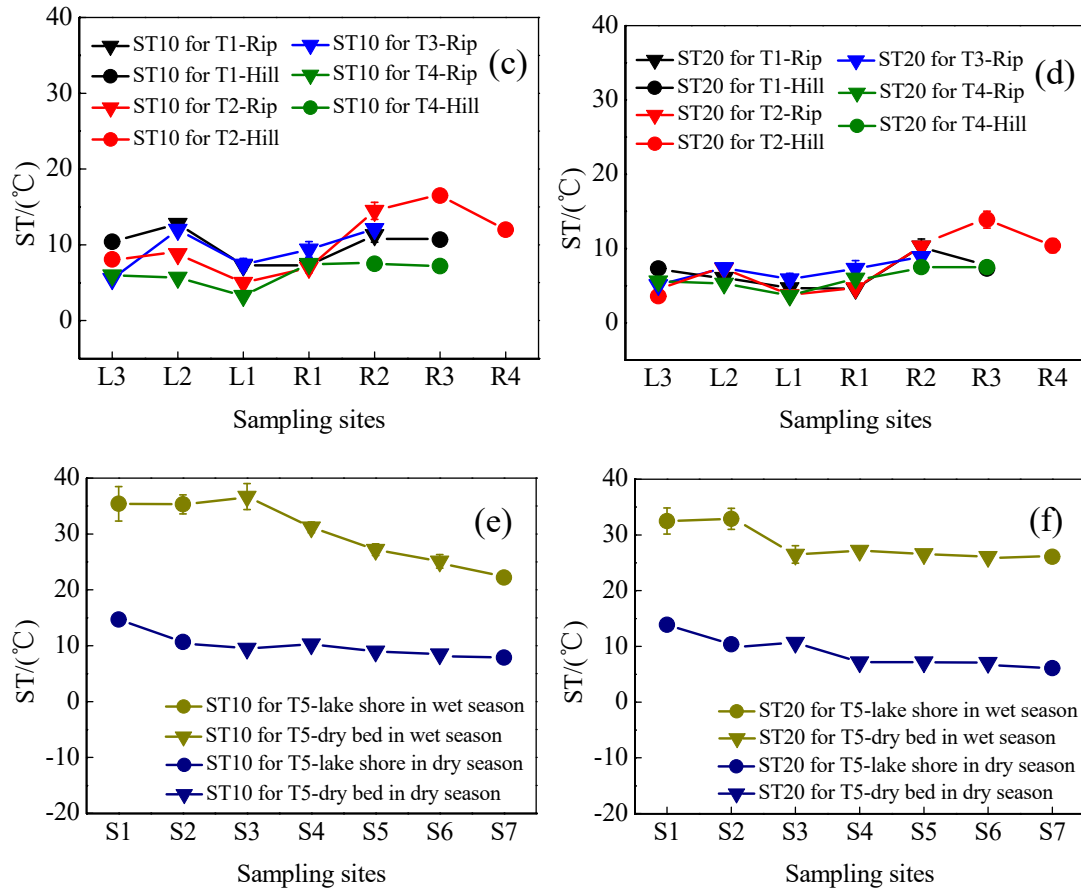 (c)
40
30
20
10
0
ST/(℃)
ST10 for T1-Rip
ST10 for T1-Hill
ST10 for T2-Rip
ST10 for T2-Hill
ST10 for T3-Rip
ST10 for T4-Rip
ST10 for T4-Hill
L3 L2 L1 R1 R2 R3 R4
Sampling sites
(d)
40
30
20
10
0
ST/(℃)
ST20 for T1-Rip
ST20 for T1-Hill
ST20 for T2-Rip
ST20 for T2-Hill
ST20 for T3-Rip
ST20 for T4-Rip
ST20 for T4-Hill
L3 L2 L1 R1 R2 R3 R4
Sampling sites
(e)
40
30
20
10
0
-10
-20
ST/(℃)
ST10 for T5-lake shore in wet season
ST10 for T5-dry bed in wet season
ST10 for T5-lake shore in dry season
ST10 for T5-dry bed in dry season
S1 S2 S3 S4 S5 S6 S7
Sampling sites
(f)
40
30
20
10
0
-10
-20
ST/(℃)
ST20 for T5-lake shore in wet season
ST20 for T5-dry bed in wet season
ST20 for T5-lake shore in dry season
ST20 for T5-dry bed in dry season
S1 S2 S3 S4 S5 S6 S7
Sampling sites